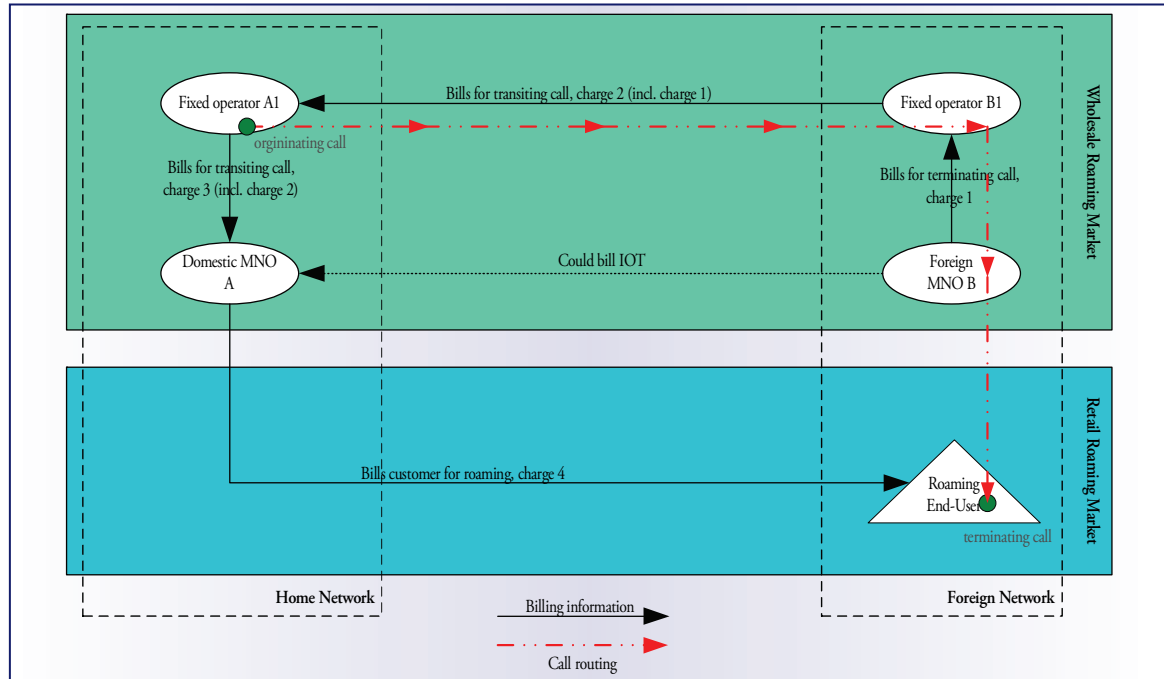 Wholesale Roaming Market
Fixed operator A1
Bills for transiting call, charge 2 (incl. charge 1)
Fixed operator B1
orgininating call
Bills for transiting call,
charge 3 (incl. charge 2)
Bills for terminating call,
charge 1
Domestic MNO
A
Could bill IOT
Foreign
MNO B
Retail Roaming Market
Bills customer for roaming, charge 4
Roaming
End-User
terminating call
Home Network
Foreign Network
Billing information
Call routing